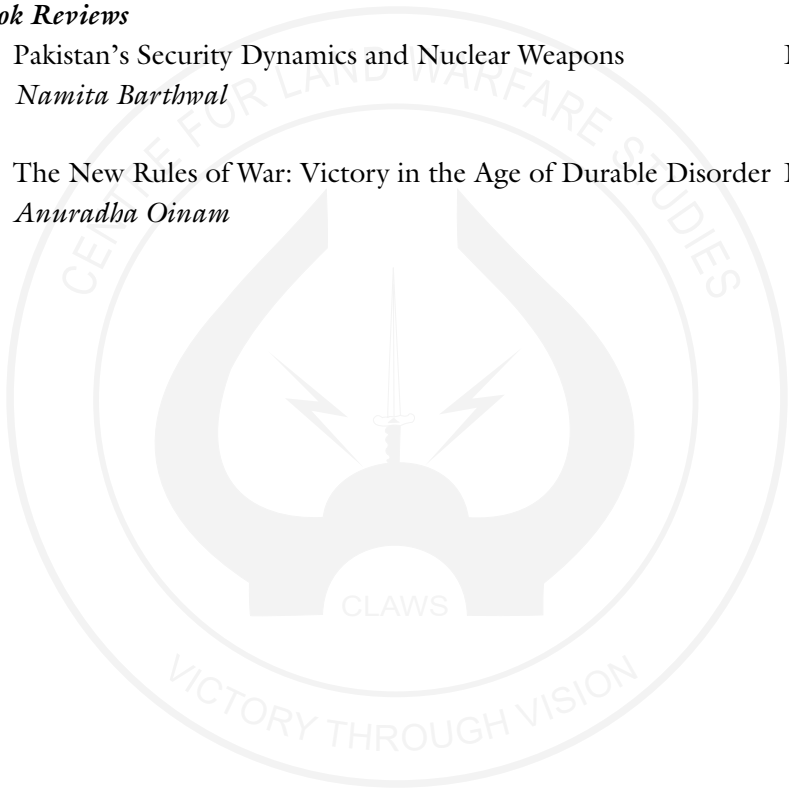 ok Reviews
Pakistan's Security Dynamics and Nuclear Weapons
Namita Barthwal
The New Rules of War: Victory in the Age of Durable Disorder
Anuradha Oinam
CENTRE FOR LAND WARFARE STUDIES
CLAWS
VICTORY THROUGH VISION